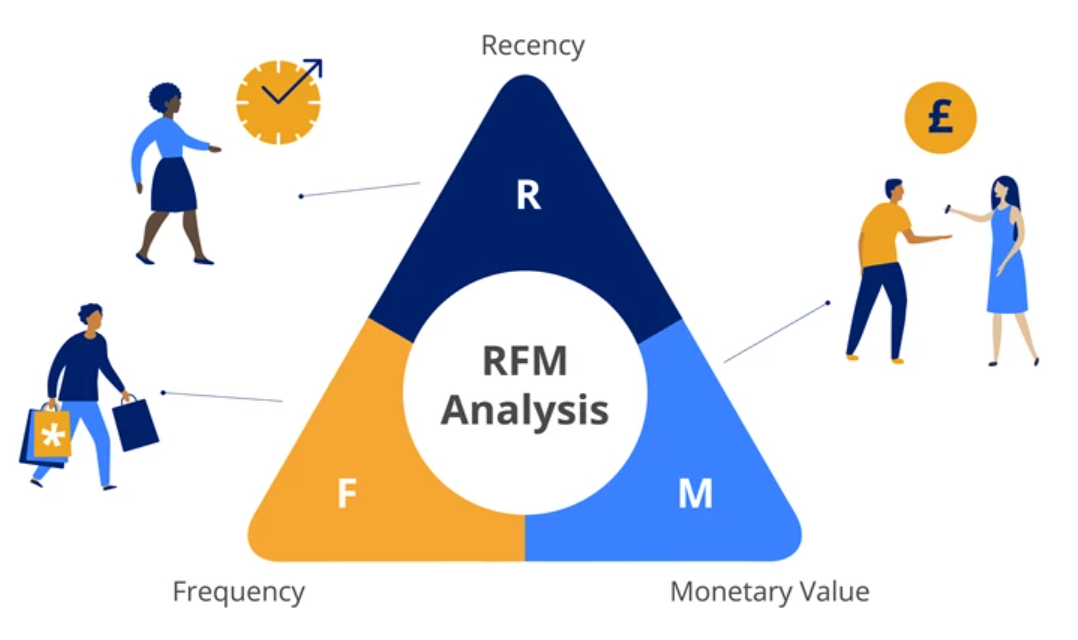 Recency
£
R
RFM
Analysis
*
F
M
Frequency
Monetary Value